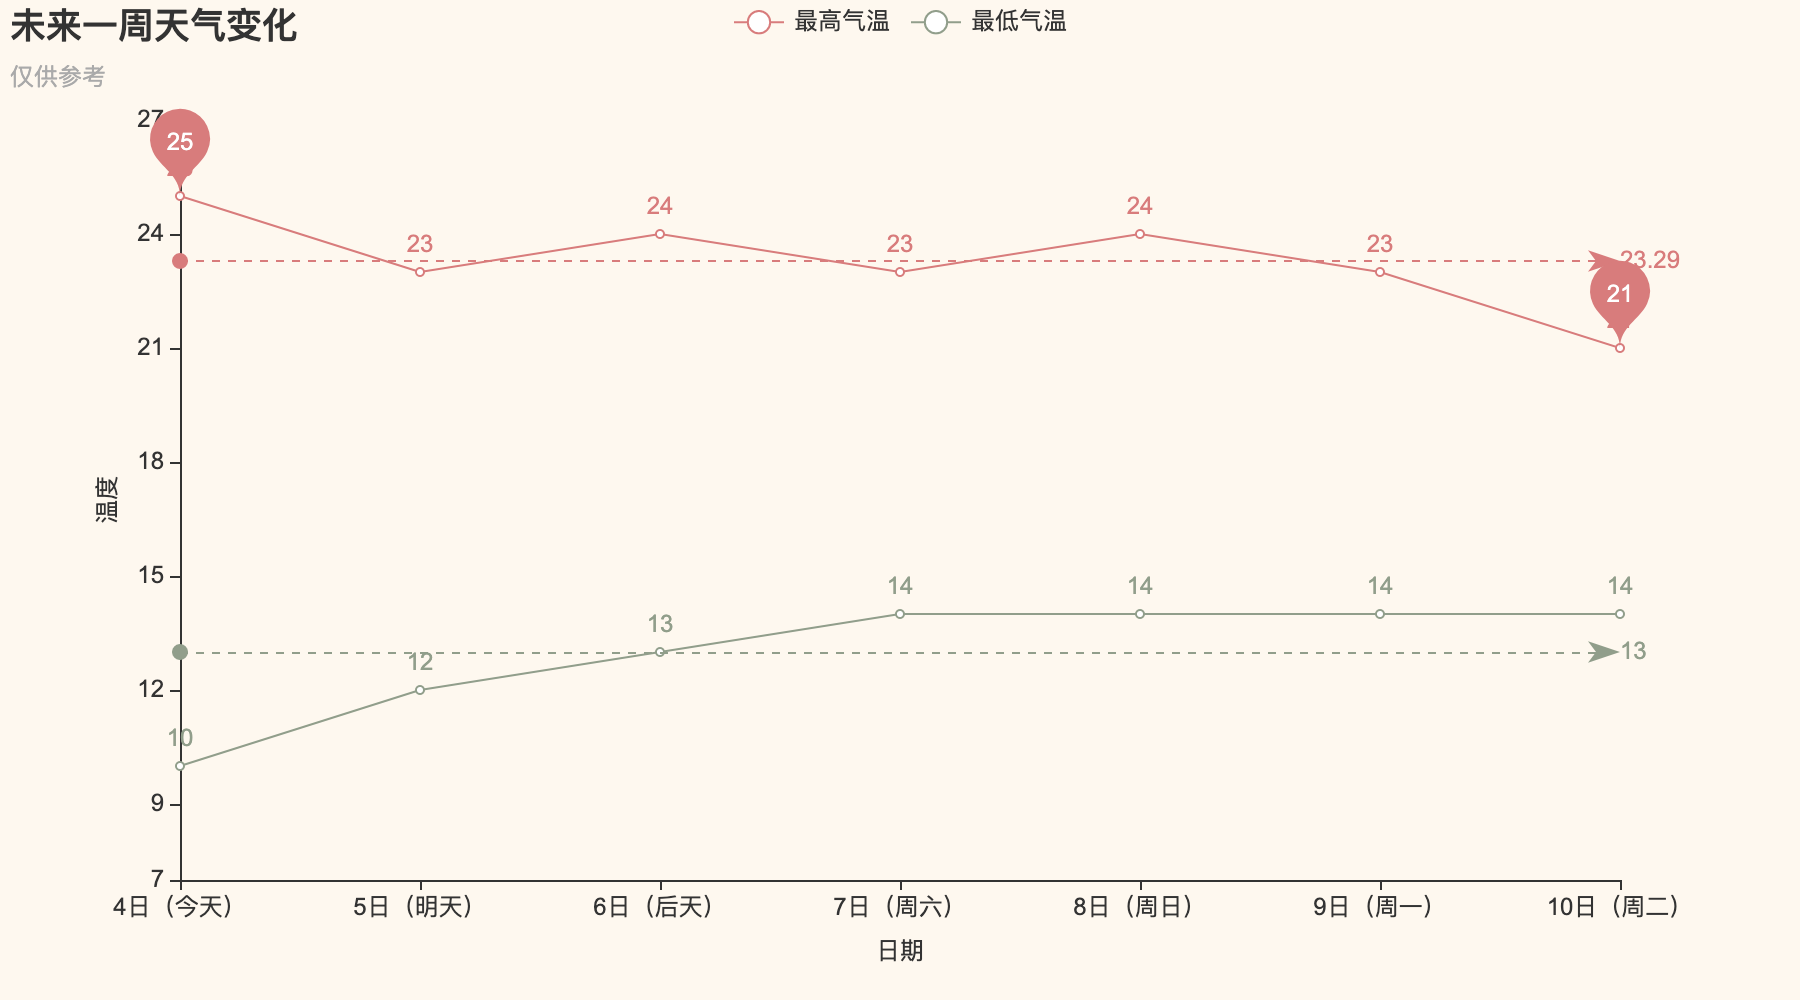 未来一周天气变化
仅供参考
最高气温
最低气温
27
24
21
18
15
12
9
7
温度
25
23
24
23
24
23
23.29
21
10
12
13
14
14
14
14
13
4日（今天）
5日（明天）
6日（后天）
7日（周六）
8日（周日）
9日（周一）
10日（周二）
日期